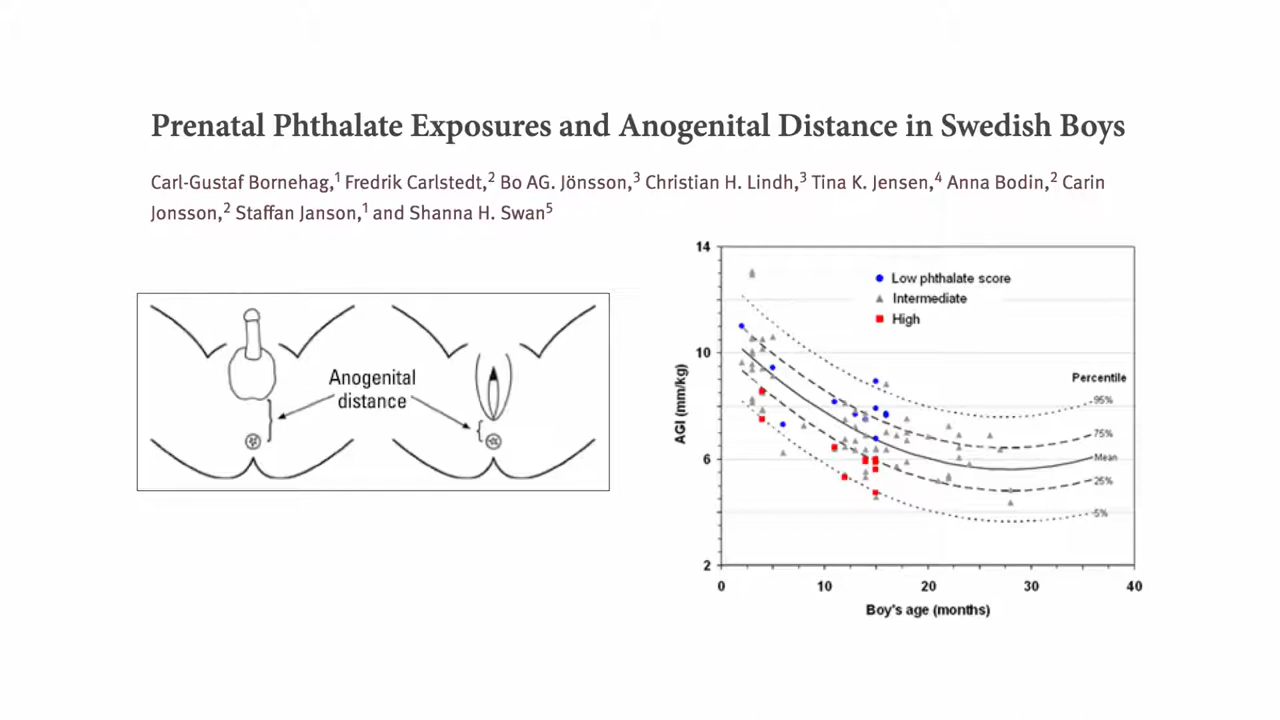 Prenatal Phthalate Exposures and Anogenital Distance in Swedish Boys
Carl-Gustaf Bornehag,1 Fredrik Carlstedt,2 Bo AG. Jönsson,3 Christian H. Lindh,3 Tina K. Jensen,4 Anna Bodin,2 Carin
Jonsson,2 Staffan Janson,1 and Shanna H. Swan5
Anogenital
distance
14
10
6
2
AGI (mm/kg)
Low phthalate score
Intermediate
High
Percentile
95%
75%
Mean
25%
5%
0 10 20 30 40
Boy's age (months)